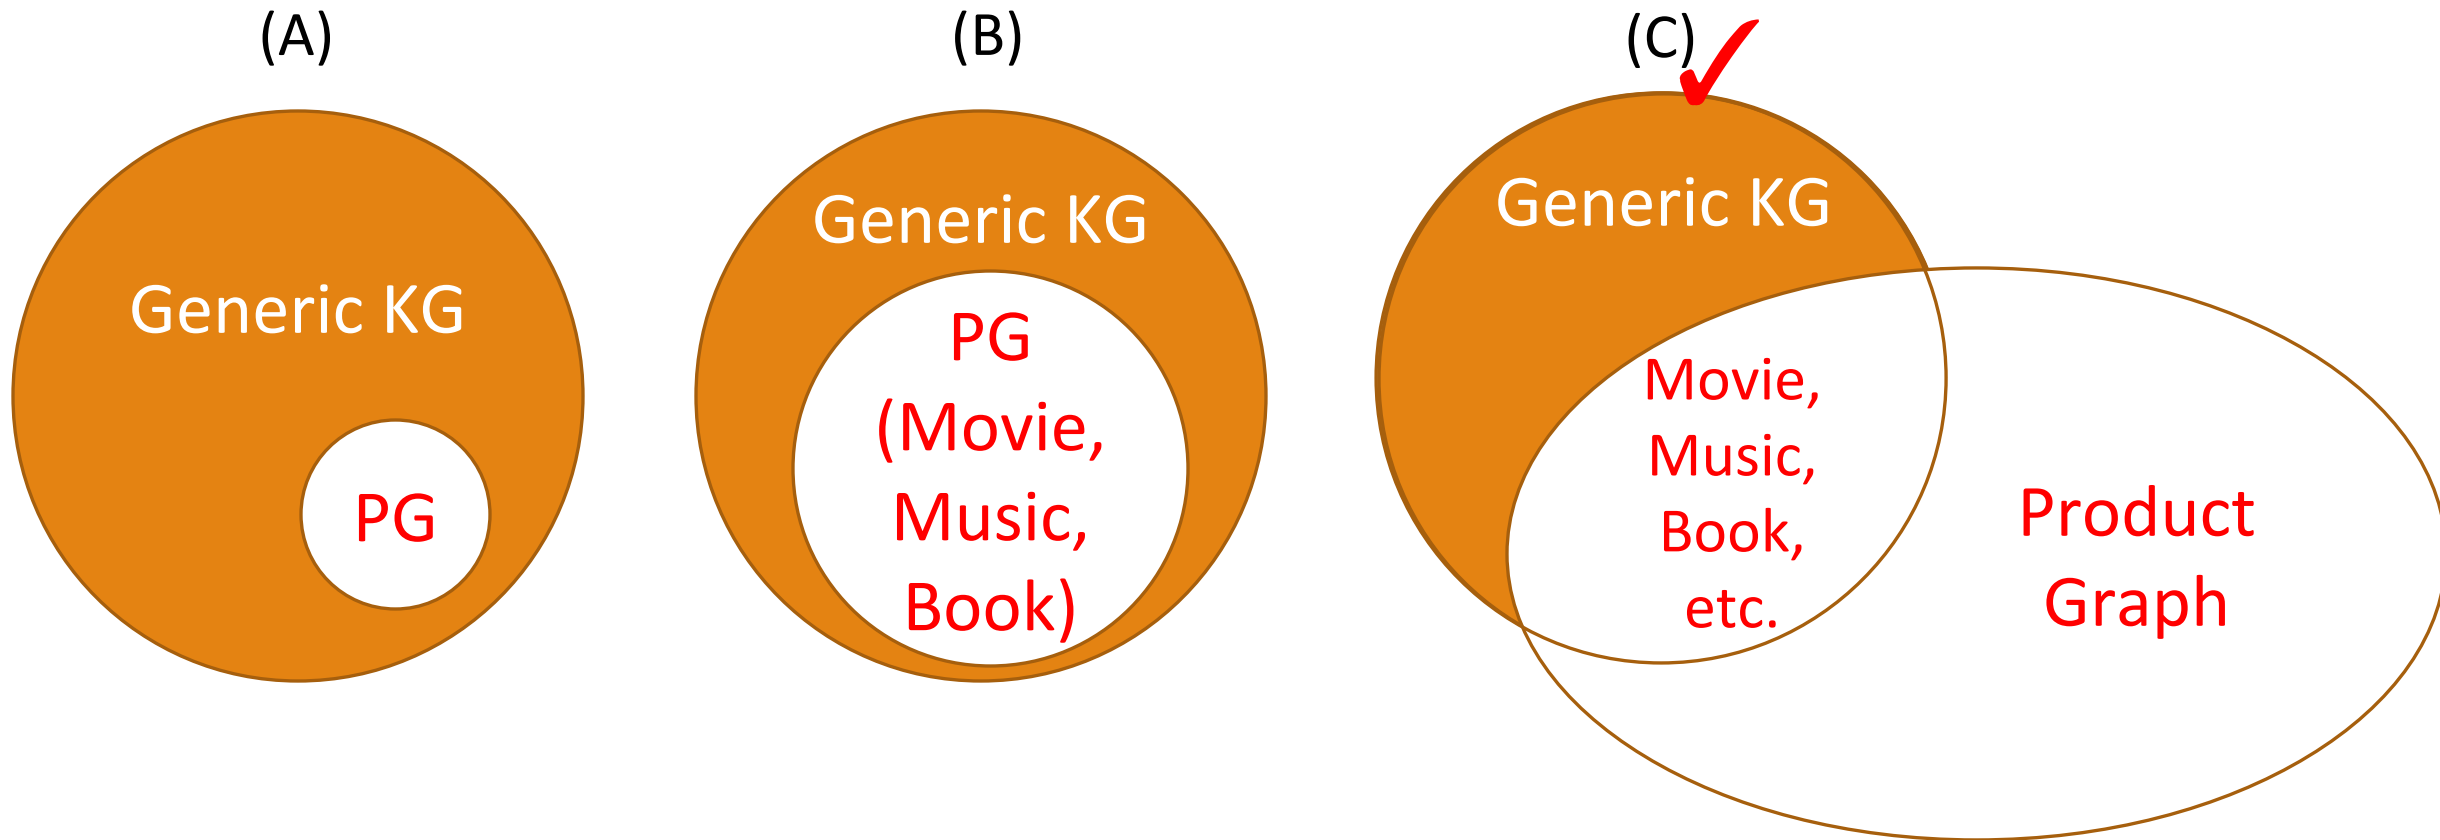 (A)
Generic KG
PG
(B)
Generic KG
PG
(Movie,
Music,
Book)
(C)
Generic KG
Movie,
Music,
Book,
etc.
Product
Graph